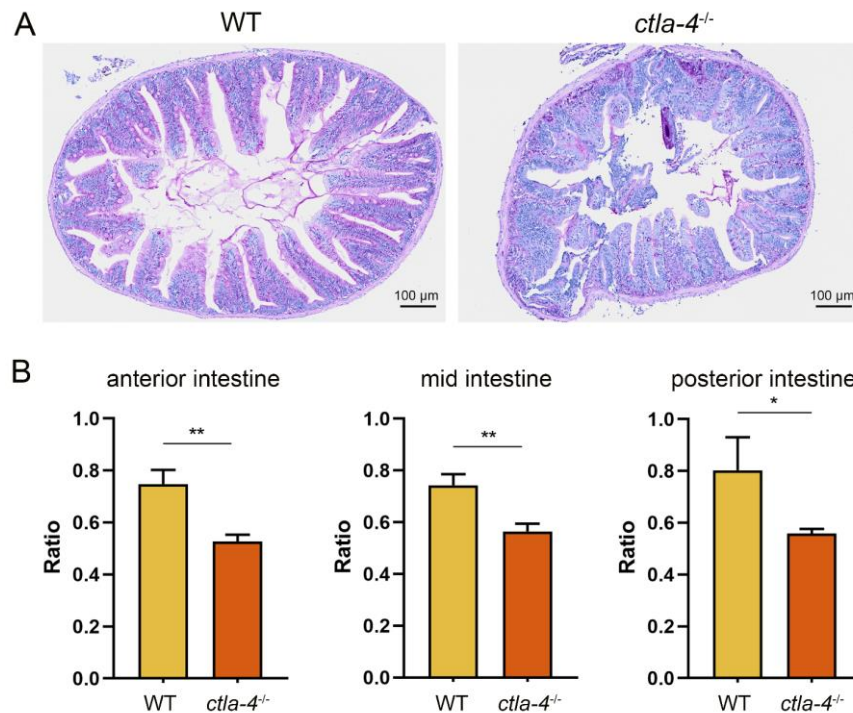 A
WT
ctla-4-/-
100 µm
100 µm
B
anterior intestine
mid intestine
posterior intestine
1.0
0.8
0.6
0.4
0.2
0.0
Ratio
**
WT
ctla-4-/-
1.0
0.8
0.6
0.4
0.2
0.0
Ratio
**
WT
ctla-4-/-
1.0
0.8
0.6
0.4
0.2
0.0
Ratio
*
WT
ctla-4-/-